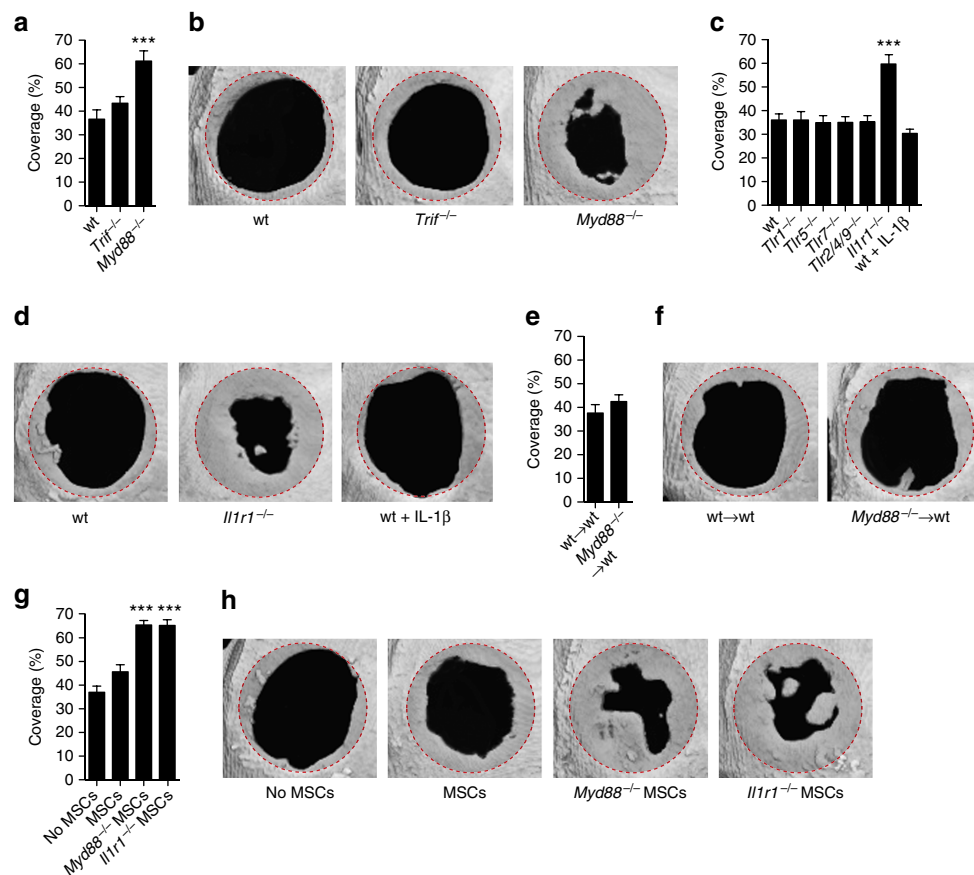 a
Coverage (%)
70
60
50
40
30
20
10
0
***
wt
Trif–/–
Myd88–/–
b
wt
Trif–/–
Myd88–/–
c
Coverage (%)
70
60
50
40
30
20
10
0
***
wt
Tlr1–/–
Tlr5–/–
Tlr7–/–
Tlr2/4/9–/–
Il1r1–/–
wt + IL-1β
d
wt
Il1r1–/–
wt + IL-1β
e
Coverage (%)
70
60
50
40
30
20
10
0
wt→wt
Myd88–/–
→wt
f
wt→wt
Myd88–/–→wt
g
Coverage (%)
70
60
50
40
30
20
10
0
*** ***
No MSCs
MSCs
Myd88–/– MSCs
Il1r1–/– MSCs
h
No MSCs
MSCs
Myd88–/– MSCs
Il1r1–/– MSCs